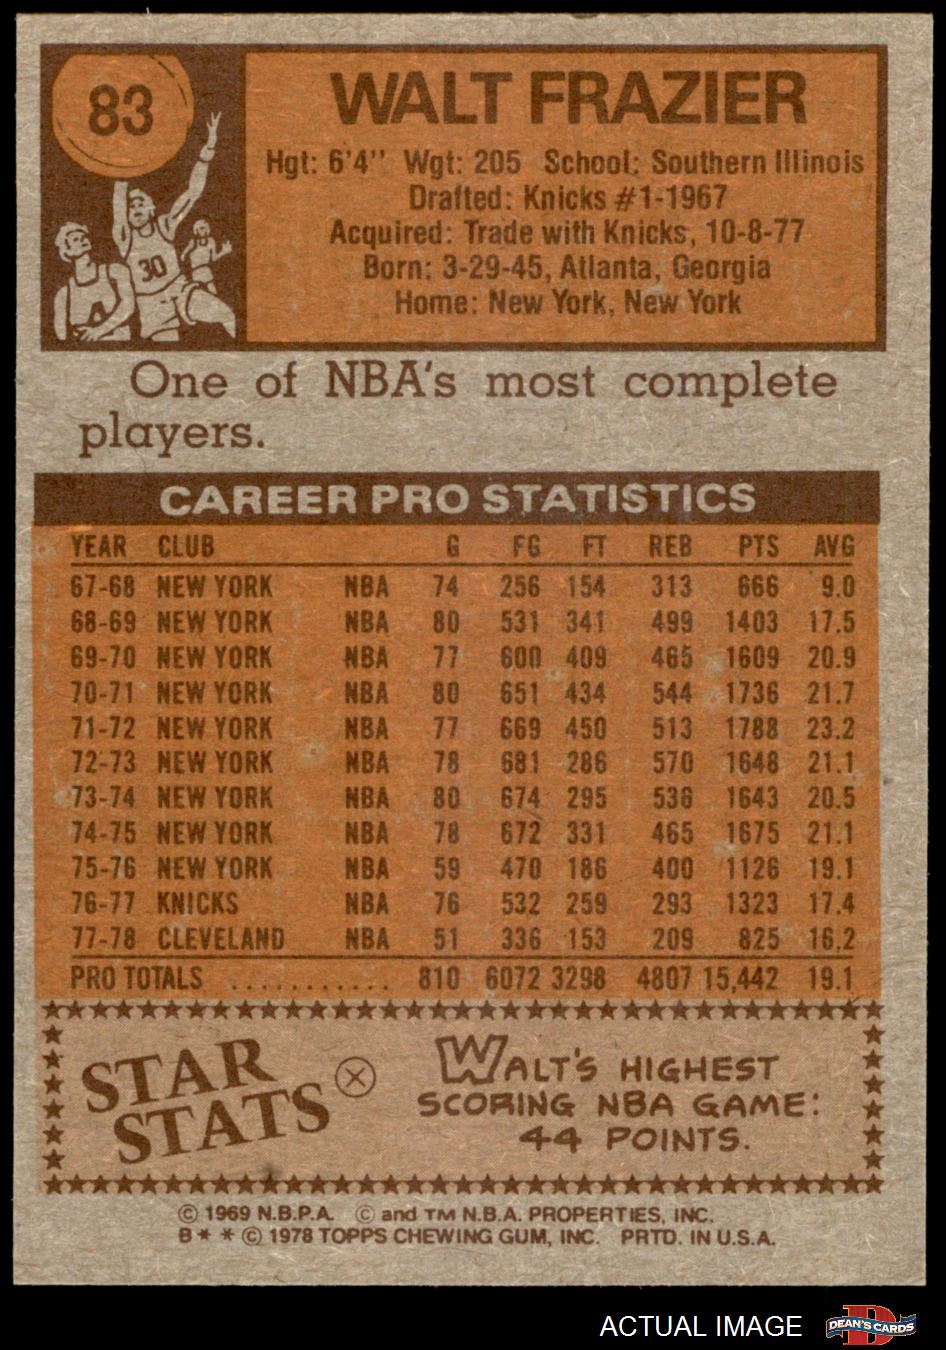 83
WALT FRAZIER
Hgt: 6'4" Wgt: 205 School: Southern Illinois
Drafted: Knicks #1-1967
Acquired: Trade with Knicks, 10-8-77
Born: 3-29-45, Atlanta, Georgia
Home: New York, New York
30
One of NBA's most complete
players.
CAREER PRO STATISTICS
YEAR CLUB G FG FT REB PTS AVG
67-68 NEW YORK NBA 74 256 154 313 666 9.0
68-69 NEW YORK NBA 80 531 341 499 1403 17.5
69-70 NEW YORK NBA 77 600 409 465 1609 20.9
70-71 NEW YORK NBA 80 651 434 544 1736 21.7
71-72 NEW YORK NBA 77 669 450 513 1788 23.2
72-73 NEW YORK NBA 78 681 286 570 1648 21.1
73-74 NEW YORK NBA 80 674 295 536 1643 20.5
74-75 NEW YORK NBA 78 672 331 465 1675 21.1
75-76 NEW YORK NBA 59 470 186 400 1126 19.1
76-77 KNICKS NBA 76 532 259 293 1323 17.4
77-78 CLEVELAND NBA 51 336 153 209 825 16.2
PRO TOTALS ........... 810 6072 3298 4807 15,442 19.1
STAR STATS
WALT'S HIGHEST
SCORING NBA GAME:
44 POINTS.
© 1969 N.B.P.A. © and TM N.B.A. PROPERTIES, INC.
B* * © 1978 TOPPS CHEWING GUM, INC. PRTD. IN U.S.A.
ACTUAL IMAGE
D
DEAN'S CARDS